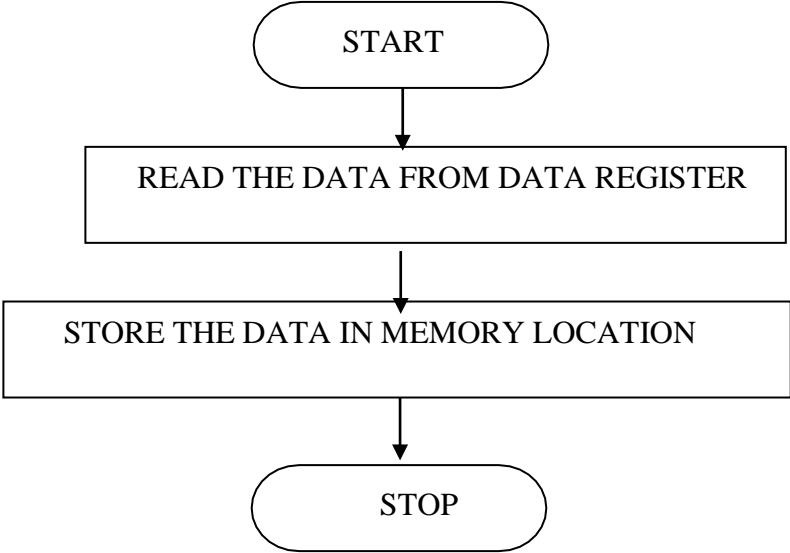 START
READ THE DATA FROM DATA REGISTER
STORE THE DATA IN MEMORY LOCATION
STOP